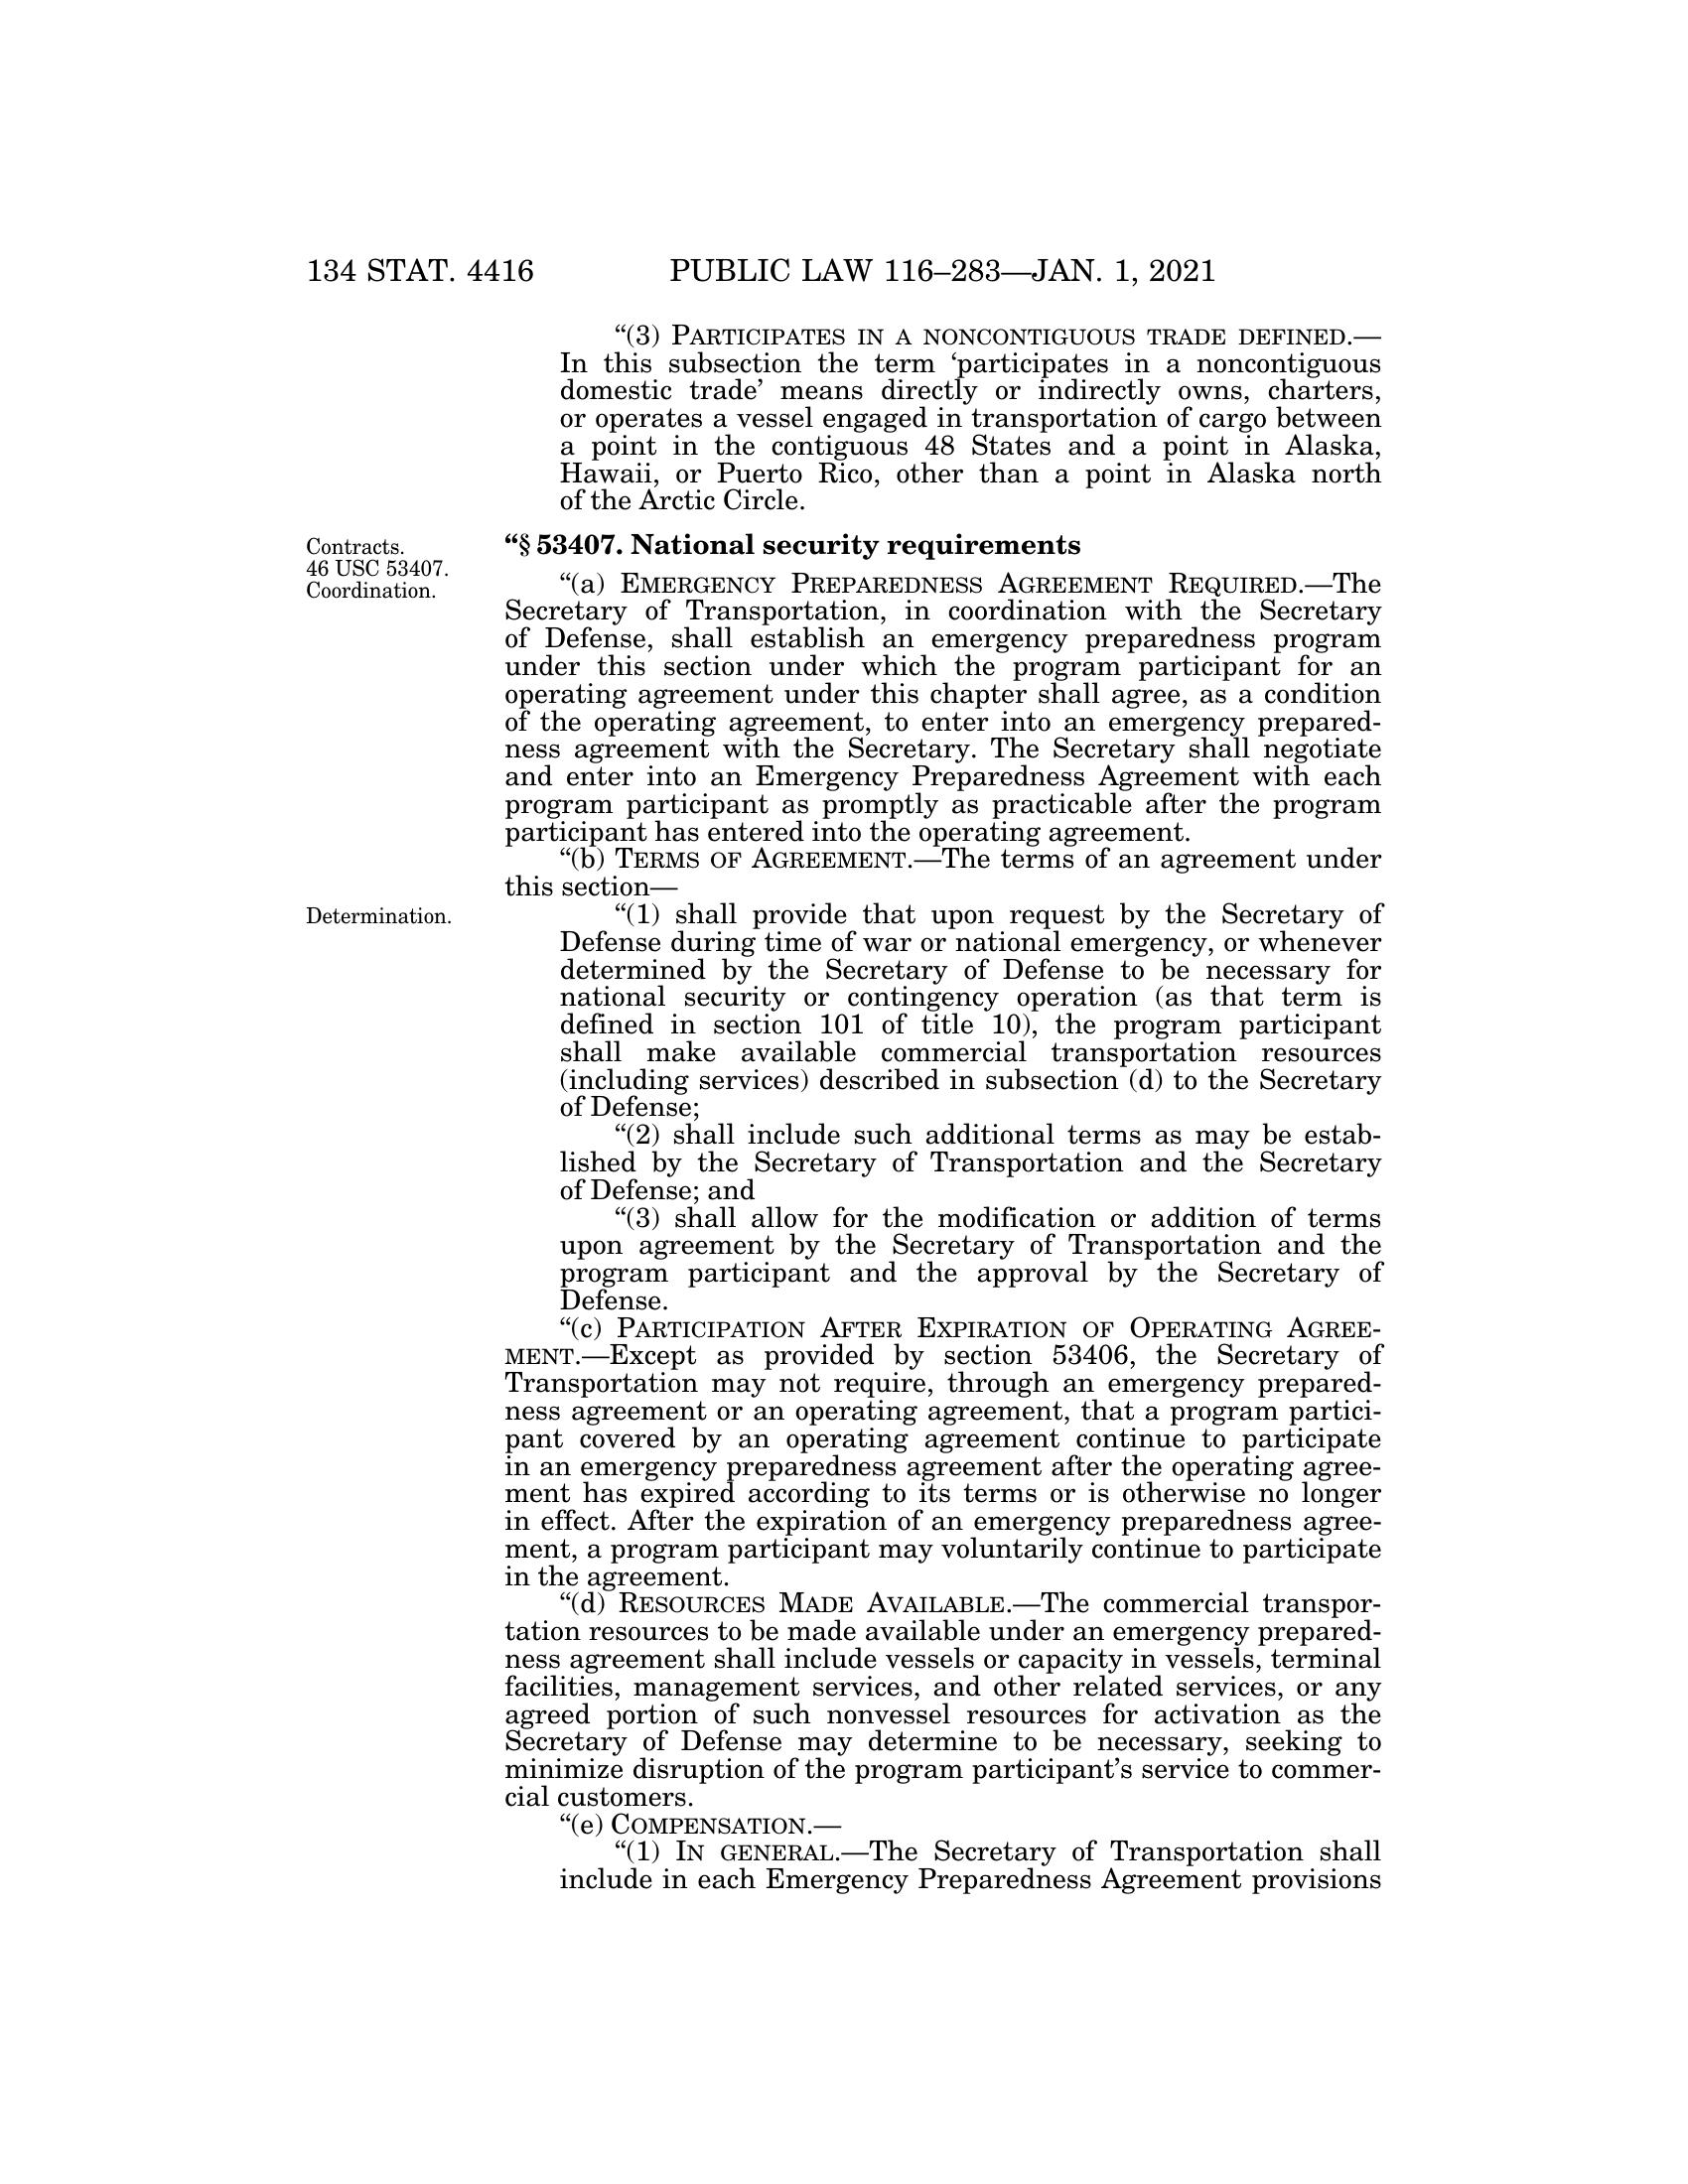 134 STAT. 4416 PUBLIC LAW 116–283—JAN. 1, 2021
“(3) PARTICIPATES IN A NONCONTIGUOUS TRADE DEFINED.—
In this subsection the term ‘participates in a noncontiguous
domestic trade’ means directly or indirectly owns, charters,
or operates a vessel engaged in transportation of cargo between
a point in the contiguous 48 States and a point in Alaska,
Hawaii, or Puerto Rico, other than a point in Alaska north
of the Arctic Circle.
Contracts.
46 USC 53407.
Coordination.
“§ 53407. National security requirements
“(a) EMERGENCY PREPAREDNESS AGREEMENT REQUIRED.—The
Secretary of Transportation, in coordination with the Secretary
of Defense, shall establish an emergency preparedness program
under this section under which the program participant for an
operating agreement under this chapter shall agree, as a condition
of the operating agreement, to enter into an emergency prepared-
ness agreement with the Secretary. The Secretary shall negotiate
and enter into an Emergency Preparedness Agreement with each
program participant as promptly as practicable after the program
participant has entered into the operating agreement.
“(b) TERMS OF AGREEMENT.—The terms of an agreement under
this section—
Determination.
“(1) shall provide that upon request by the Secretary of
Defense during time of war or national emergency, or whenever
determined by the Secretary of Defense to be necessary for
national security or contingency operation (as that term is
defined in section 101 of title 10), the program participant
shall make available commercial transportation resources
(including services) described in subsection (d) to the Secretary
of Defense;
“(2) shall include such additional terms as may be estab-
lished by the Secretary of Transportation and the Secretary
of Defense; and
“(3) shall allow for the modification or addition of terms
upon agreement by the Secretary of Transportation and the
program participant and the approval by the Secretary of
Defense.
“(c) PARTICIPATION AFTER EXPIRATION OF OPERATING AGREE-
MENT.—Except as provided by section 53406, the Secretary of
Transportation may not require, through an emergency prepared-
ness agreement or an operating agreement, that a program partici-
pant covered by an operating agreement continue to participate
in an emergency preparedness agreement after the operating agree-
ment has expired according to its terms or is otherwise no longer
in effect. After the expiration of an emergency preparedness agree-
ment, a program participant may voluntarily continue to participate
in the agreement.
“(d) RESOURCES MADE AVAILABLE.—The commercial transpor-
tation resources to be made available under an emergency prepared-
ness agreement shall include vessels or capacity in vessels, terminal
facilities, management services, and other related services, or any
agreed portion of such nonvessel resources for activation as the
Secretary of Defense may determine to be necessary, seeking to
minimize disruption of the program participant’s service to commer-
cial customers.
“(e) COMPENSATION.—
“(1) IN GENERAL.—The Secretary of Transportation shall
include in each Emergency Preparedness Agreement provisions